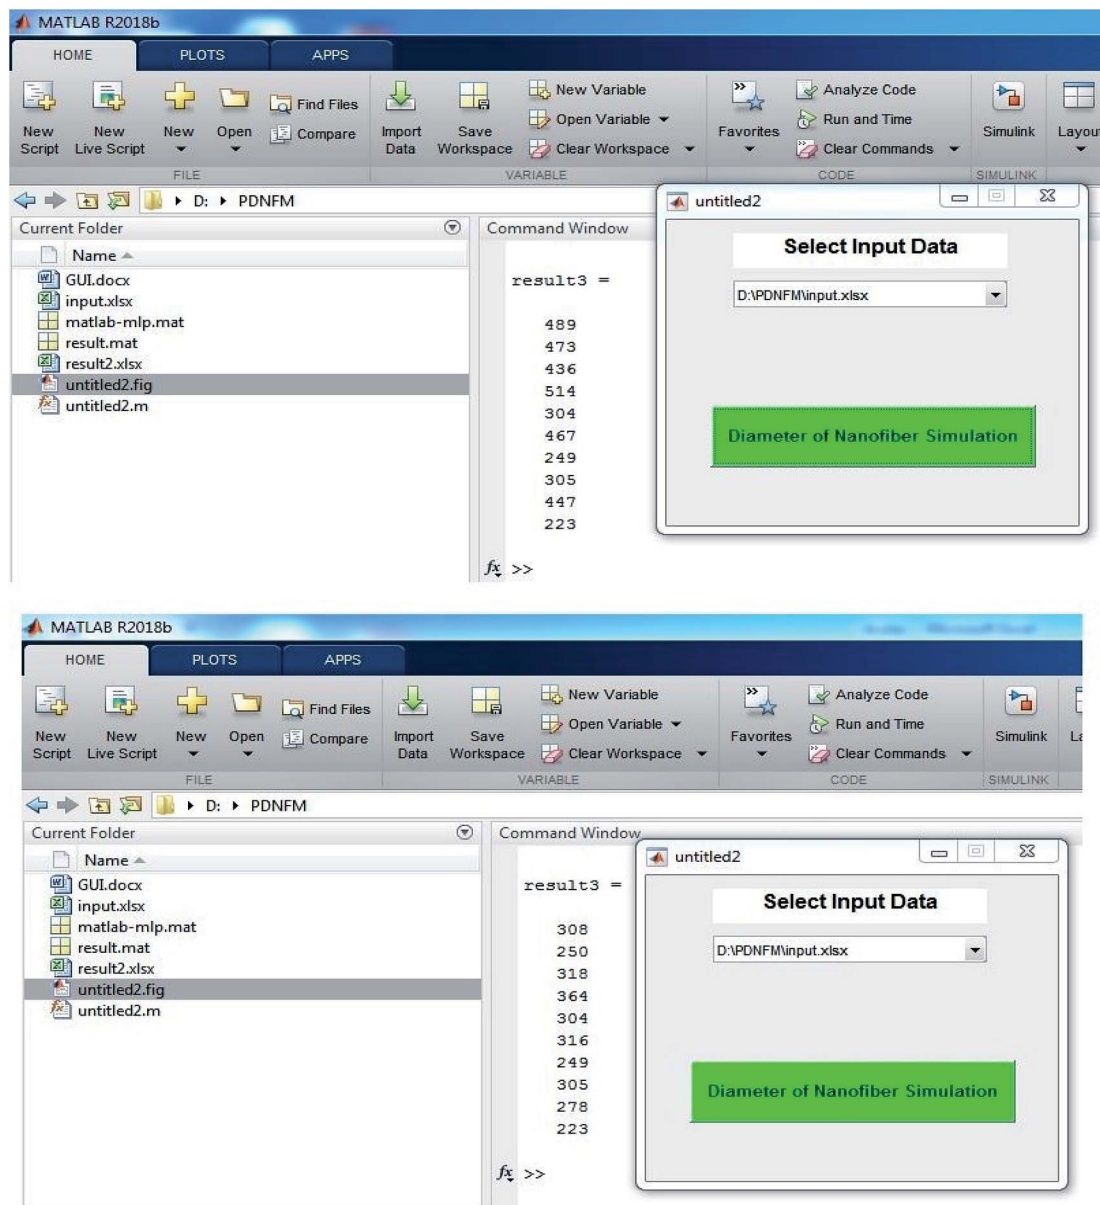 MATLAB R2018b
HOME PLOTS APPS
New Script
New Live Script
New
Open
Find Files
Compare
Import Data
Save Workspace
New Variable
Open Variable
Clear Workspace
Favorites
Analyze Code
Run and Time
Clear Commands
Simulink
Layou
FILE VARIABLE CODE SIMULINK
D: PDNFM
Current Folder
Name
GUI.docx
input.xlsx
matlab-mlp.mat
result.mat
result2.xlsx
untitled2.fig
untitled2.m
Command Window
result3 =
489
473
436
514
304
467
249
305
447
223
fx >>
untitled2
Select Input Data
D:\PDNFM\input.xlsx
Diameter of Nanofiber Simulation
MATLAB R2018b
HOME PLOTS APPS
New Script
New Live Script
New
Open
Find Files
Compare
Import Data
Save Workspace
New Variable
Open Variable
Clear Workspace
Favorites
Analyze Code
Run and Time
Clear Commands
Simulink
La
FILE VARIABLE CODE SIMULINK
D: PDNFM
Current Folder
Name
GUI.docx
input.xlsx
matlab-mlp.mat
result.mat
result2.xlsx
untitled2.fig
untitled2.m
Command Window
result3 =
308
250
318
364
304
316
249
305
278
223
fx >>
untitled2
Select Input Data
D:\PDNFM\input.xlsx
Diameter of Nanofiber Simulation